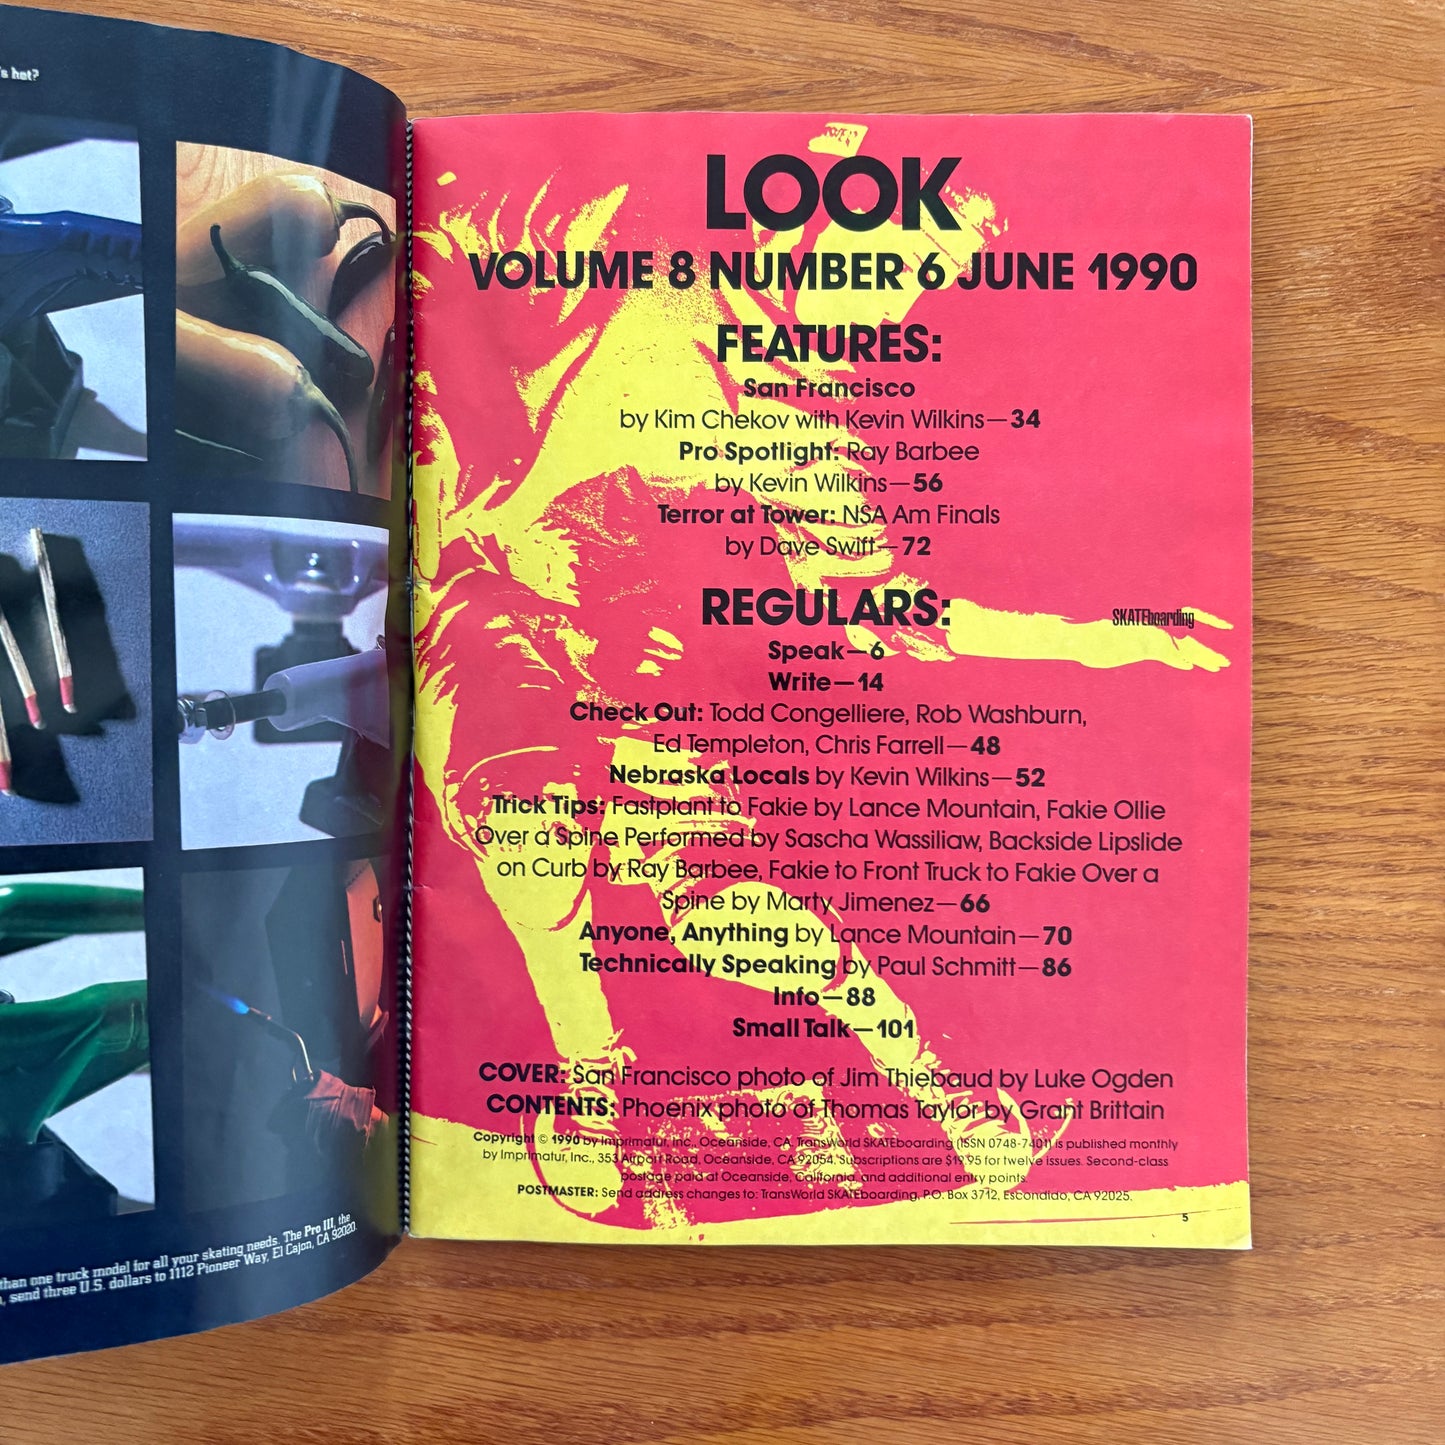 's hot?
than one truck model for all your skating needs. The Pro III, the
, send three U.S. dollars to 1112 Pioneer Way, El Cajon, CA 92020.
LOOK
VOLUME 8 NUMBER 6 JUNE 1990
FEATURES:
San Francisco
by Kim Chekov with Kevin Wilkins—34
Pro Spotlight: Ray Barbee
by Kevin Wilkins—56
Terror at Tower: NSA Am Finals
by Dave Swift—72
REGULARS:
SKATEboarding
Speak—6
Write—14
Check Out: Todd Congelliere, Rob Washburn,
Ed Templeton, Chris Farrell—48
Nebraska Locals by Kevin Wilkins—52
Trick Tips: Fastplant to Fakie by Lance Mountain, Fakie Ollie
Over a Spine Performed by Sascha Wassiliaw, Backside Lipslide
on Curb by Ray Barbee, Fakie to Front Truck to Fakie Over a
Spine by Marty Jimenez—66
Anyone, Anything by Lance Mountain—70
Technically Speaking by Paul Schmitt—86
Info—88
Small Talk—101
COVER: San Francisco photo of Jim Thiebaud by Luke Ogden
CONTENTS: Phoenix photo of Thomas Taylor by Grant Brittain
Copyright © 1990 by Imprimatur, Inc., Oceanside, CA. TransWorld SKATEboarding (ISSN 0748-7401) is published monthly
by Imprimatur, Inc., 353 Airport Road, Oceanside, CA 92054. Subscriptions are $19.95 for twelve issues. Second-class
postage paid at Oceanside, California, and additional entry points.
POSTMASTER: Send address changes to: TransWorld SKATEboarding, P.O. Box 3712, Escondido, CA 92025.
5